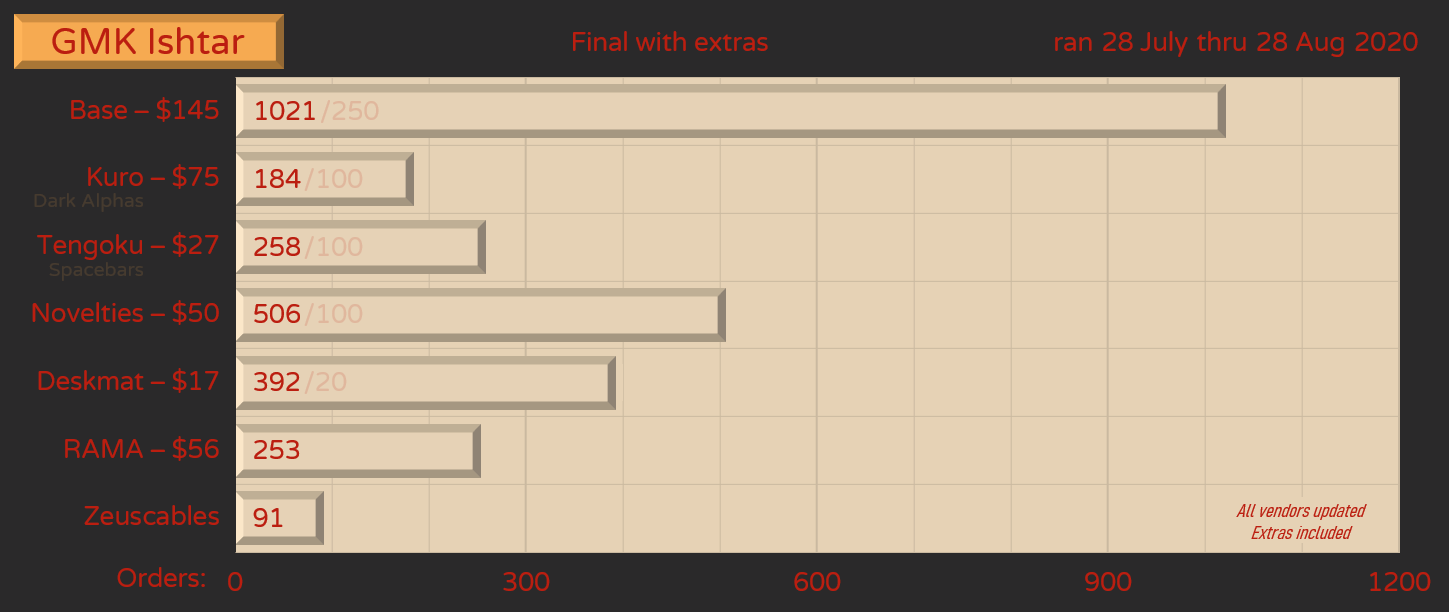 GMK Ishtar
Final with extras
ran 28 July thru 28 Aug 2020
Base – $145
1021/250
Kuro – $75
Dark Alphas
184/100
Tengoku – $27
Spacebars
258/100
Novelties – $50
506/100
Deskmat – $17
392/20
RAMA – $56
253
Zeuscables
91
All vendors updated
Extras included
Orders: 0 300 600 900 1200